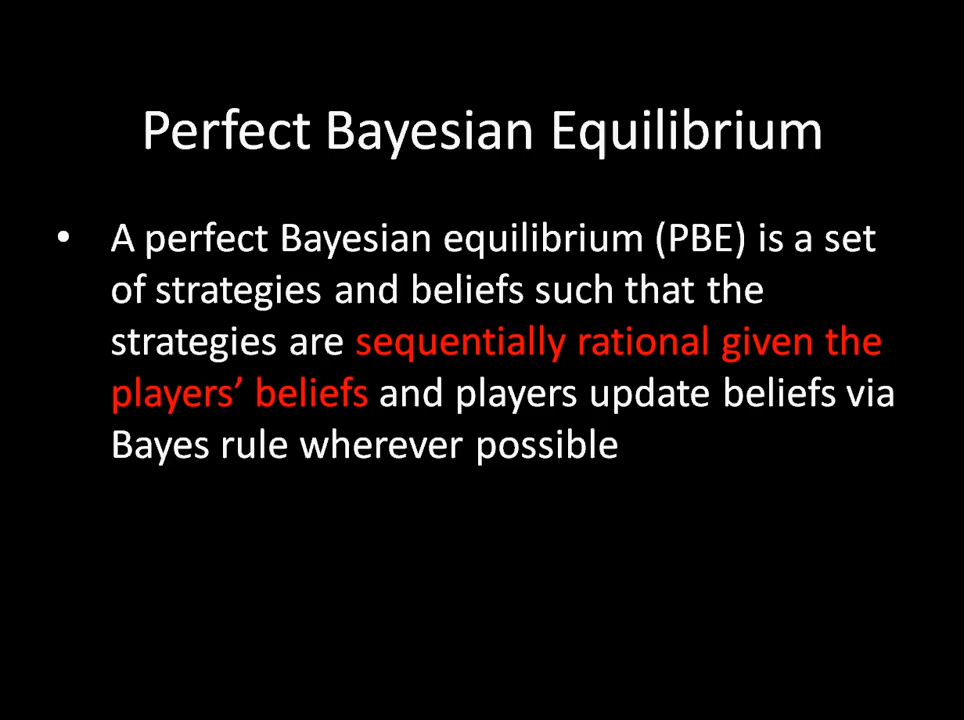 Perfect Bayesian Equilibrium
• A perfect Bayesian equilibrium (PBE) is a set
of strategies and beliefs such that the
strategies are sequentially rational given the
players’ beliefs and players update beliefs via
Bayes rule wherever possible